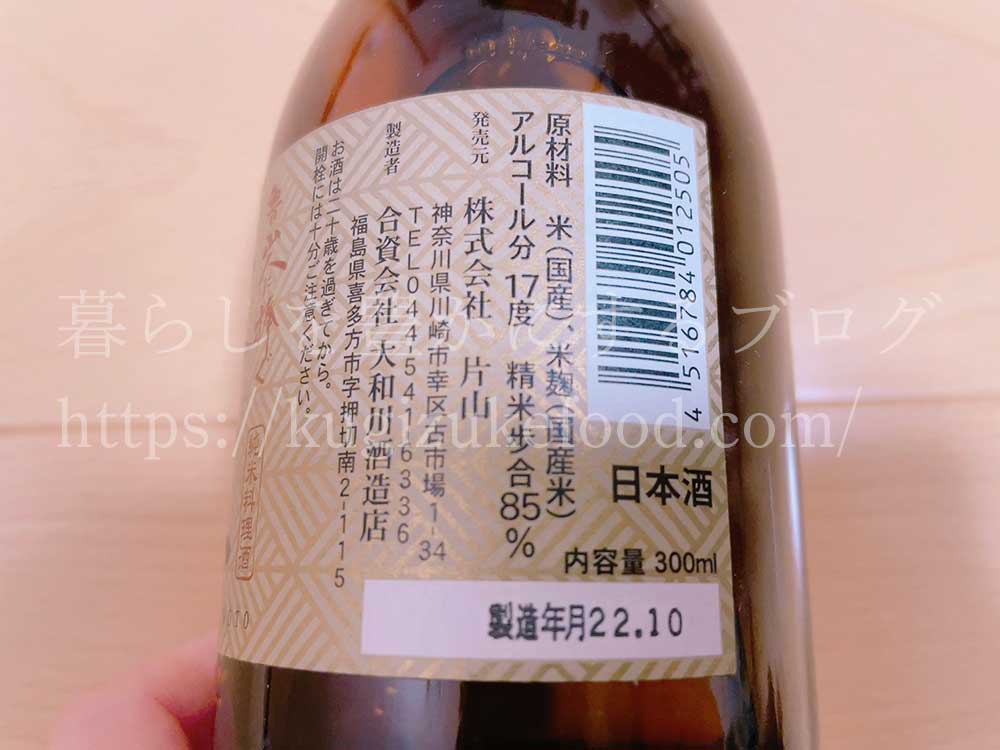 4 516784 012505
原材料 米(国産)、米麹(国産米)
アルコール分 17度 精米歩合85%
発売元 株式会社 片山
神奈川県川崎市幸区古市場1-34
TEL044-541-6336
製造者 合資会社 大和川酒造店
福島県喜多方市字押切南2-115
お酒は二十歳を過ぎてから。
開栓には十分ご注意ください。
日本酒
内容量 300ml
製造年月22.10
純米料理酒
暮らしを豊かにするブログ
https://kugizukefood.com/